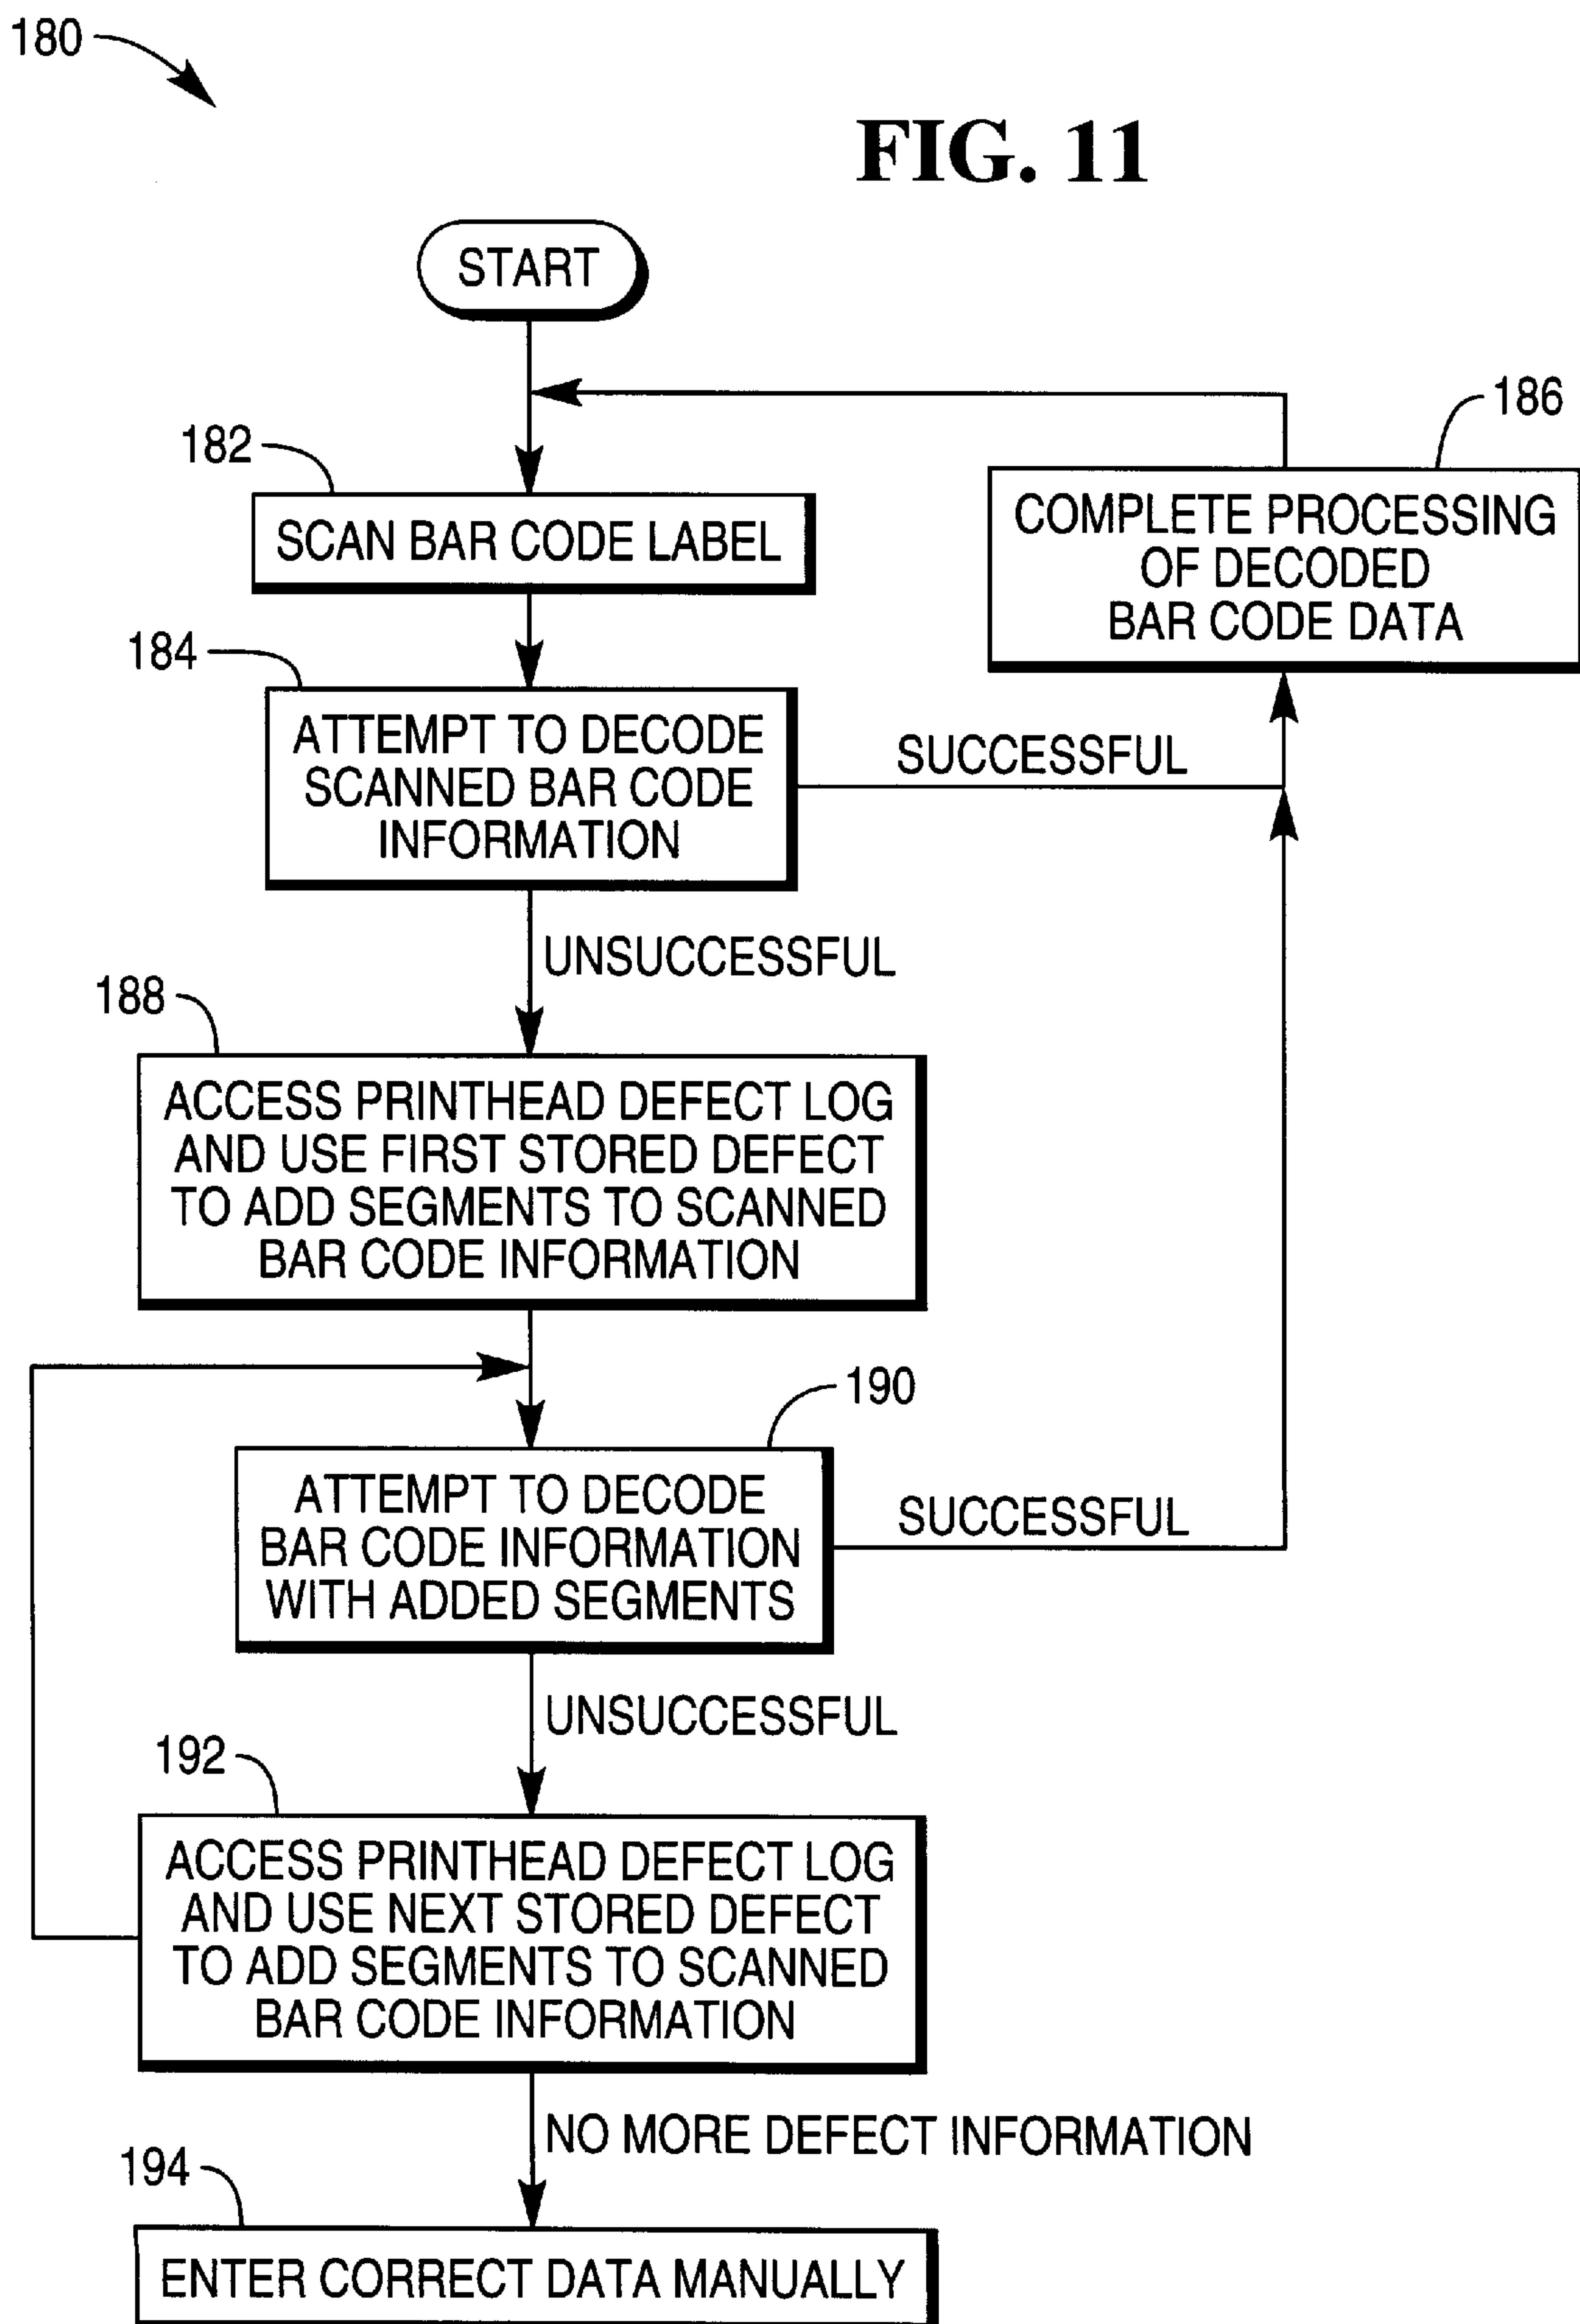 180
FIG. 11
START
186
182
SCAN BAR CODE LABEL
COMPLETE PROCESSING
OF DECODED
BAR CODE DATA
184
ATTEMPT TO DECODE
SCANNED BAR CODE
INFORMATION
SUCCESSFUL
UNSUCCESSFUL
188
ACCESS PRINTHEAD DEFECT LOG
AND USE FIRST STORED DEFECT
TO ADD SEGMENTS TO SCANNED
BAR CODE INFORMATION
190
ATTEMPT TO DECODE
BAR CODE INFORMATION
WITH ADDED SEGMENTS
SUCCESSFUL
UNSUCCESSFUL
192
ACCESS PRINTHEAD DEFECT LOG
AND USE NEXT STORED DEFECT
TO ADD SEGMENTS TO SCANNED
BAR CODE INFORMATION
NO MORE DEFECT INFORMATION
194
ENTER CORRECT DATA MANUALLY